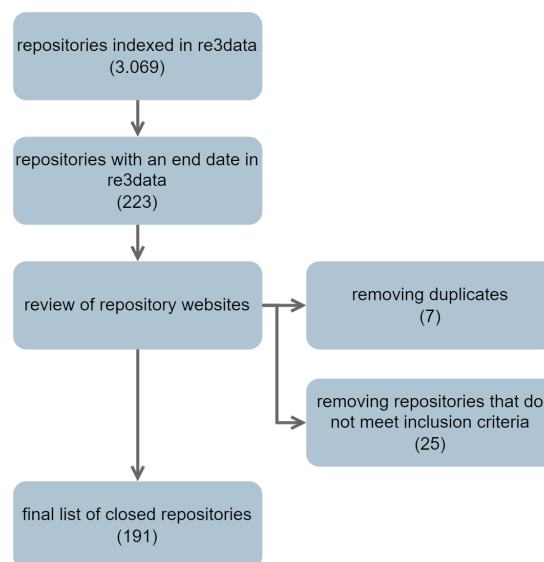 repositories indexed in re3data
(3.069)
repositories with an end date in
re3data
(223)
review of repository websites
removing duplicates
(7)
removing repositories that do
not meet inclusion criteria
(25)
final list of closed repositories
(191)